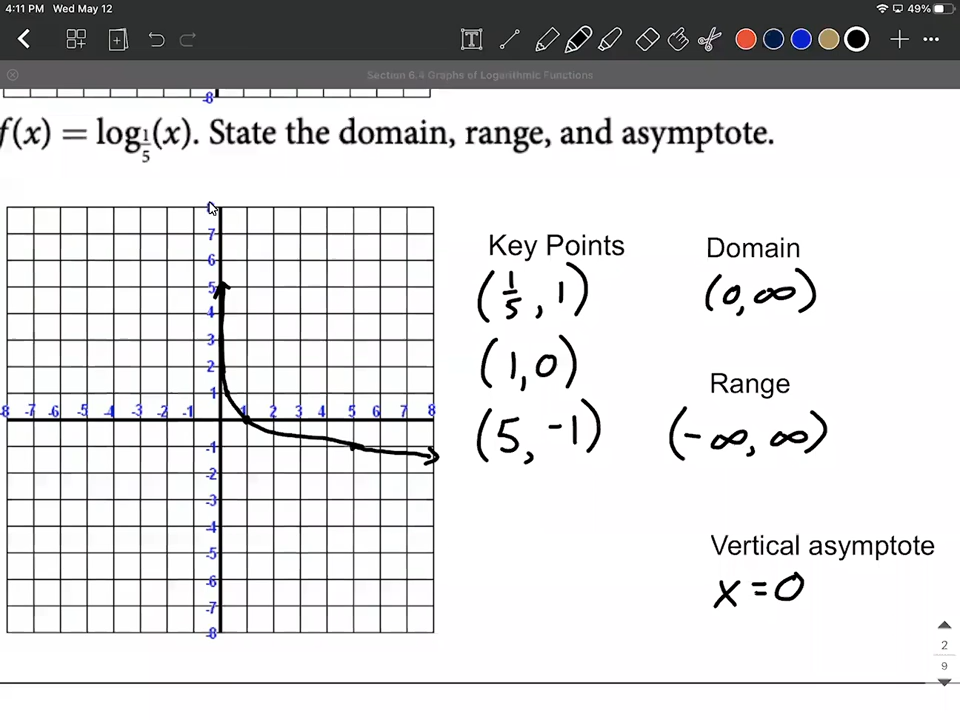 4:11 PM Wed May 12
49%
Section 6.4 Graphs of Logarithmic Functions
-8
f(x) = log 1/5 (x). State the domain, range, and asymptote.
7
6
5
4
3
2
1
-8 -7 -6 -5 -4 -3 -2 -1 1 2 3 4 5 6 7 8
-1
-2
-3
-4
-5
-6
-7
-8
Key Points
(1/5, 1)
(1, 0)
(5, -1)
Domain
(0, ∞)
Range
(-∞, ∞)
Vertical asymptote
x = 0
2
9